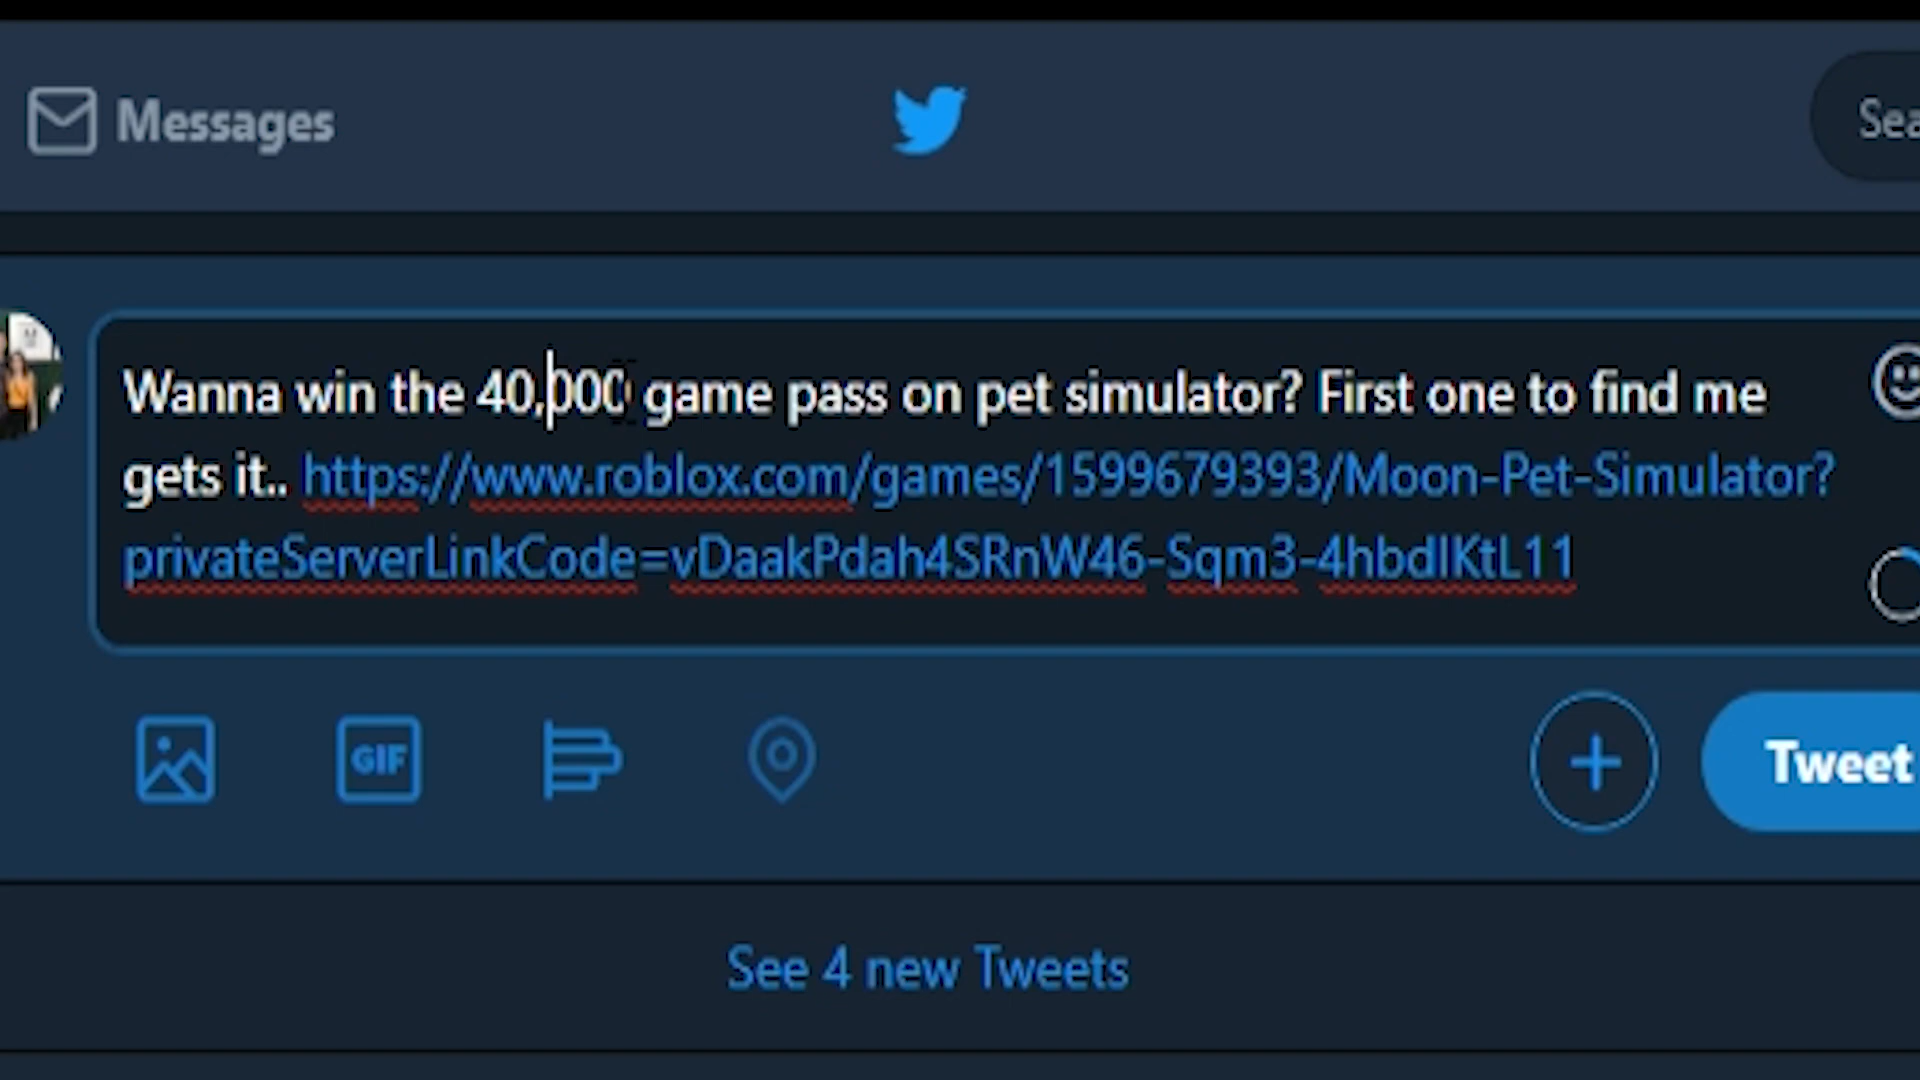 Messages
Wanna win the 40,000 game pass on pet simulator? First one to find me
gets it.. https://www.roblox.com/games/1599679393/Moon-Pet-Simulator?
privateServerLinkCode=vDaakPdah4SRnW46-Sqm3-4hbdIKtL11
GIF
Tweet
See 4 new Tweets